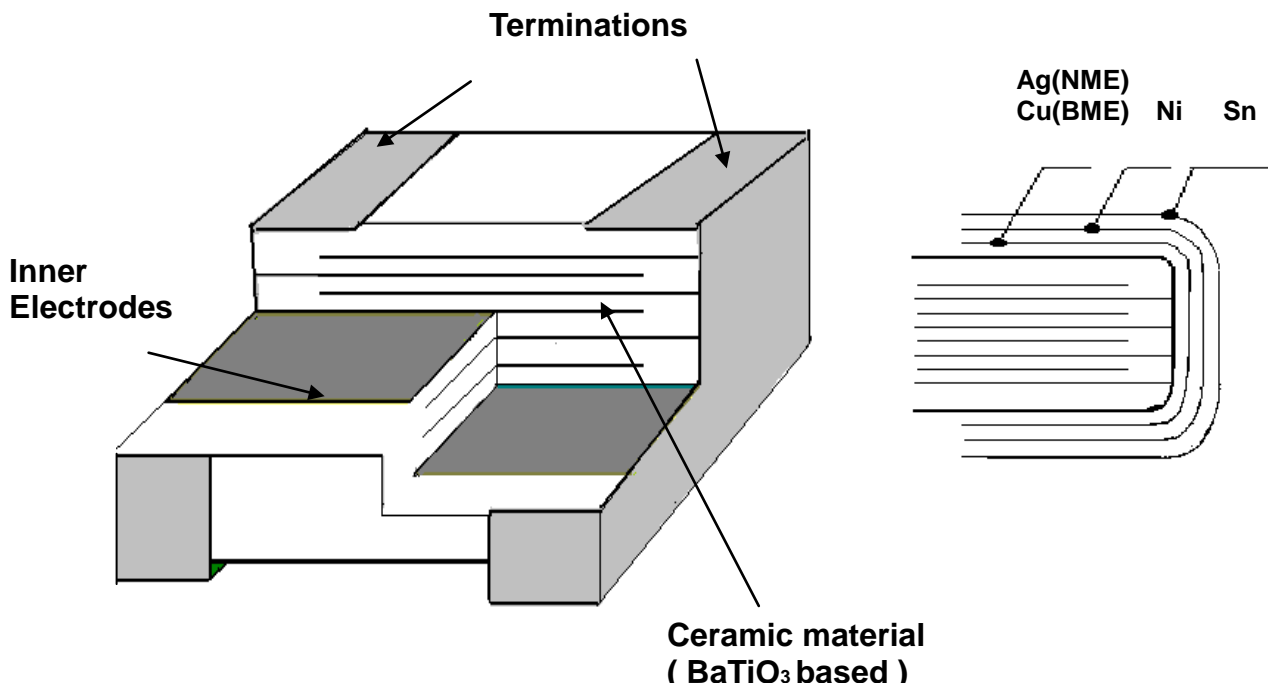 Terminations
Ag(NME)
Cu(BME) Ni Sn
Inner
Electrodes
Ceramic material
( BaTiO₃ based )